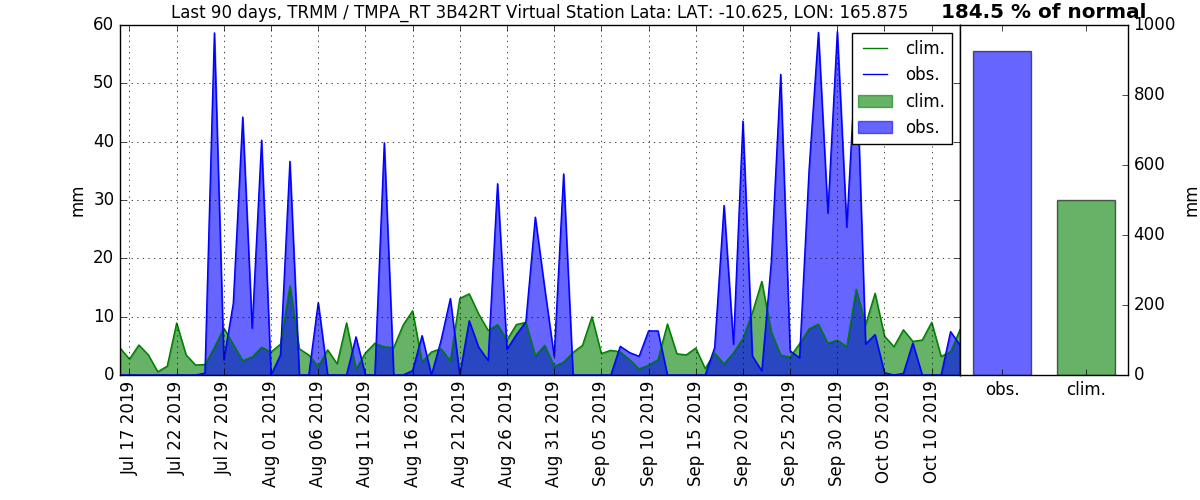 Last 90 days, TRMM / TMPA_RT 3B42RT Virtual Station Lata: LAT: -10.625, LON: 165.875
184.5 % of normal
60
50
40
30
20
10
0
mm
clim.
obs.
clim.
obs.
1000
800
600
400
200
0
mm
obs.
clim.
Jul 17 2019
Jul 22 2019
Jul 27 2019
Aug 01 2019
Aug 06 2019
Aug 11 2019
Aug 16 2019
Aug 21 2019
Aug 26 2019
Aug 31 2019
Sep 05 2019
Sep 10 2019
Sep 15 2019
Sep 20 2019
Sep 25 2019
Sep 30 2019
Oct 05 2019
Oct 10 2019